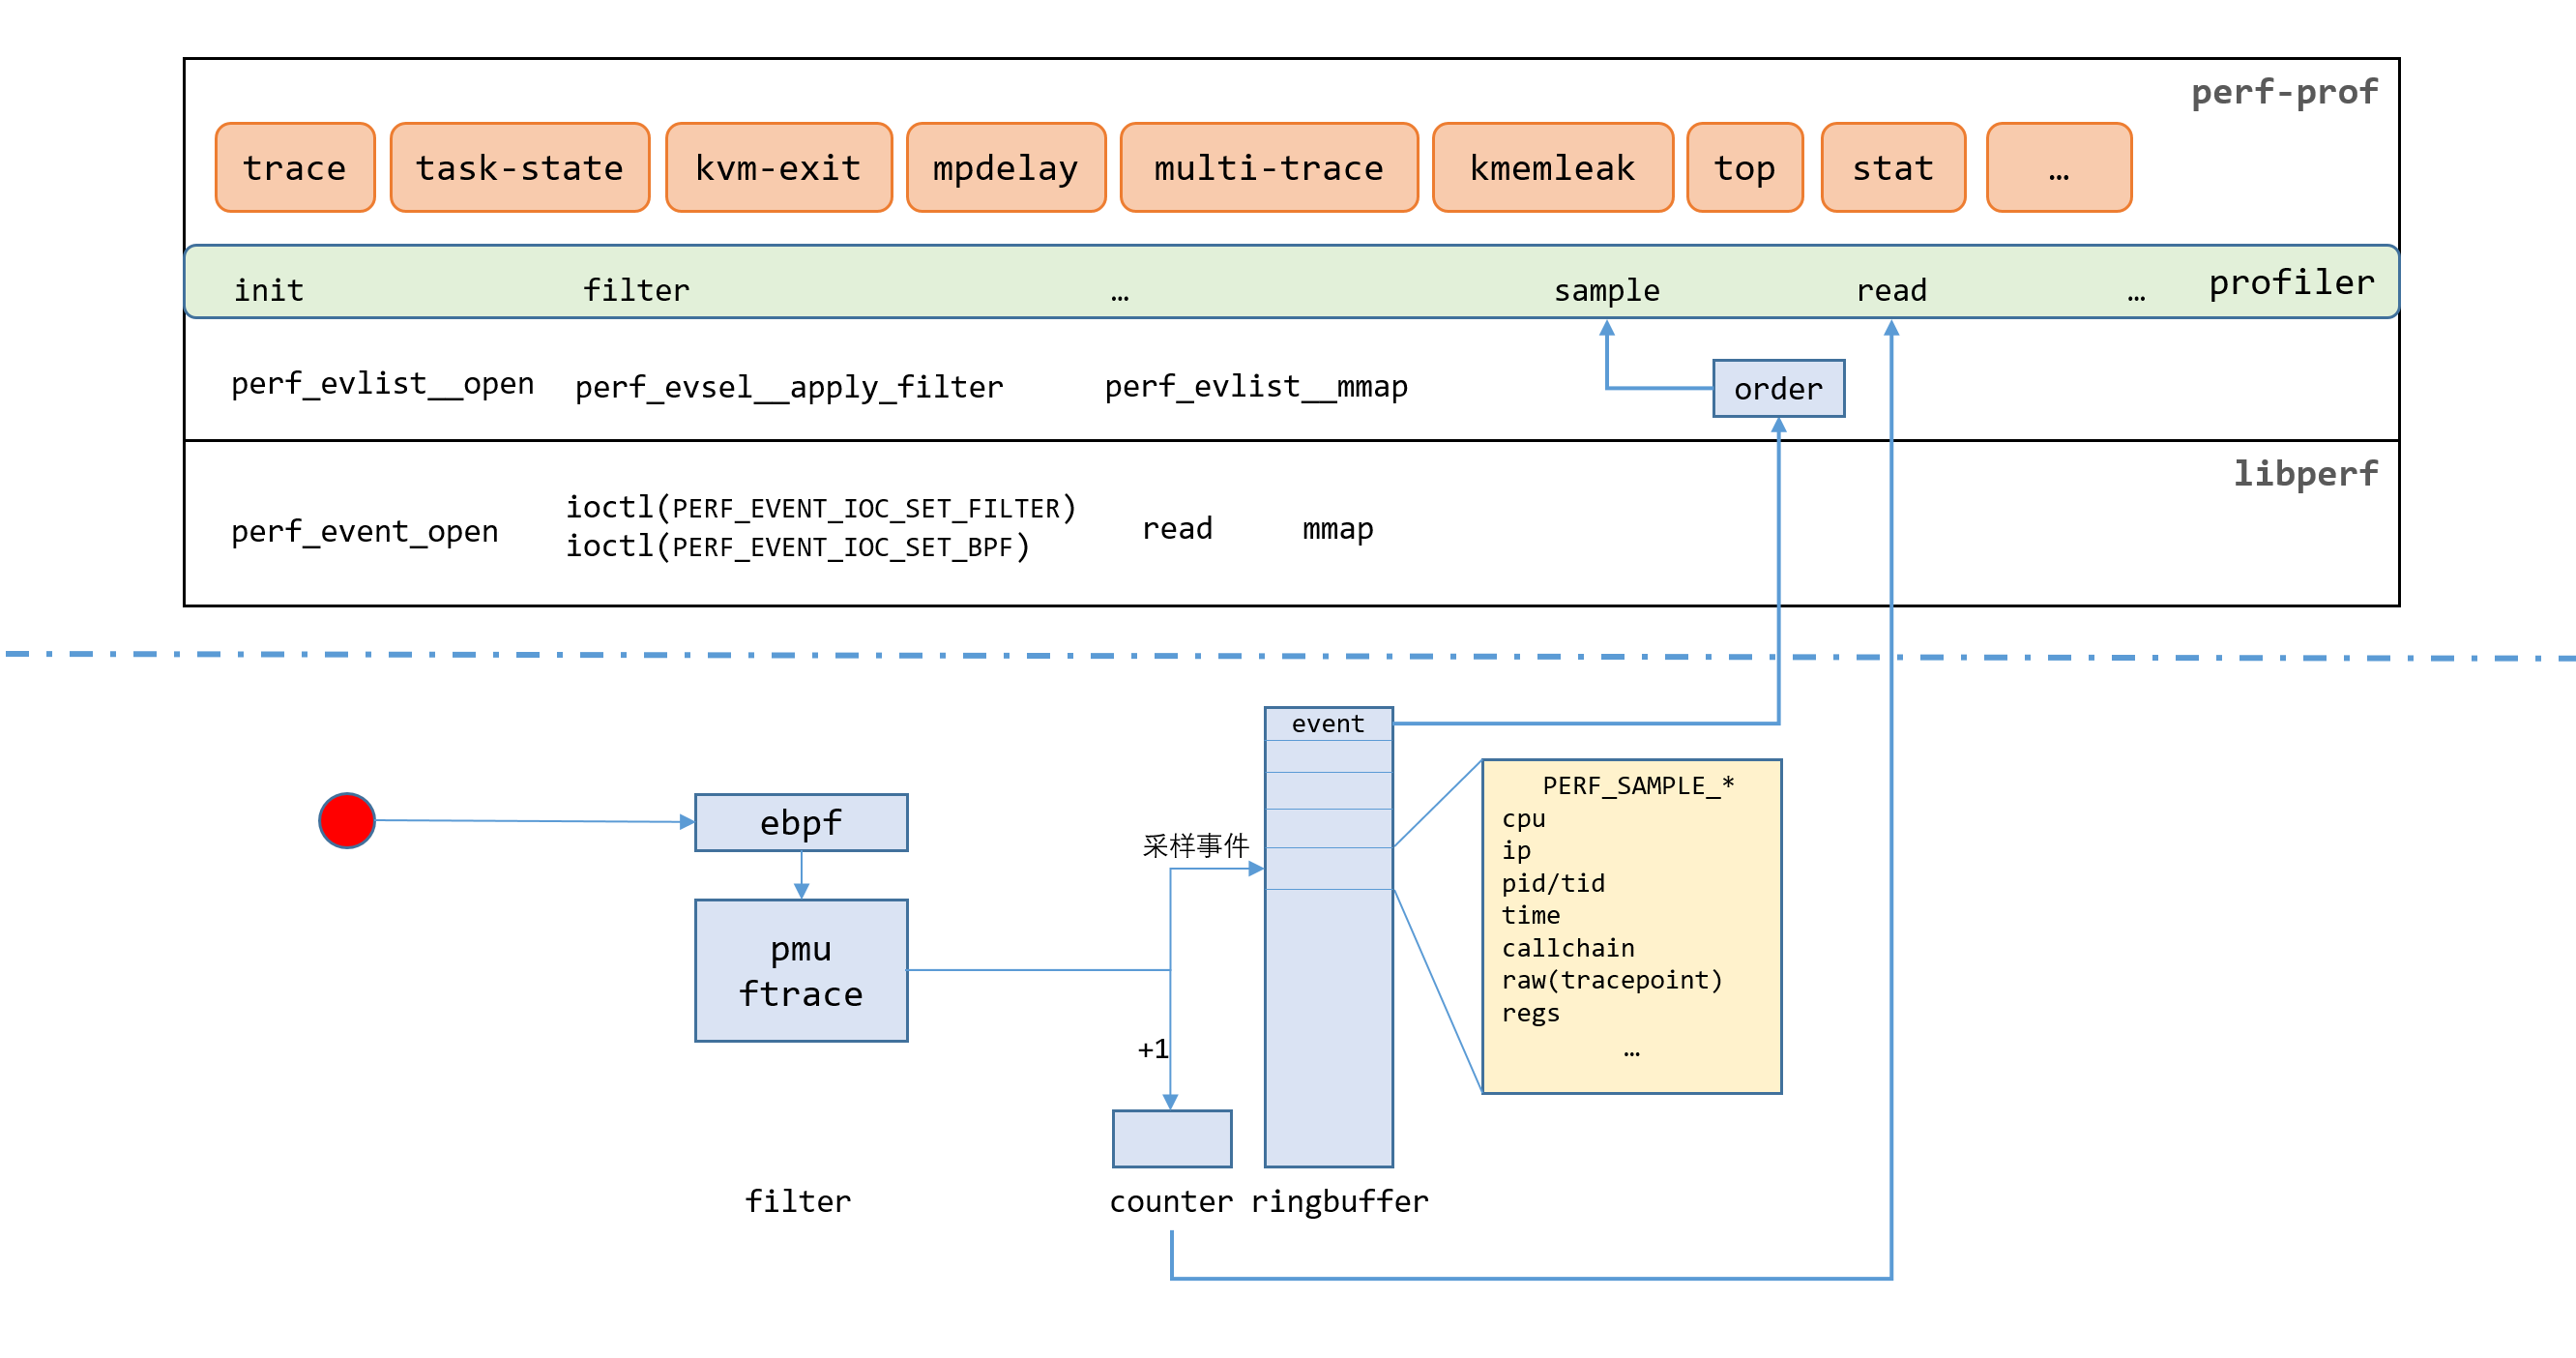 perf-prof
trace
task-state
kvm-exit
mpdelay
multi-trace
kmemleak
top
stat
…
init
filter
…
sample
read
…
profiler
perf_evlist__open
perf_evsel__apply_filter
perf_evlist__mmap
order
libperf
perf_event_open
ioctl(PERF_EVENT_IOC_SET_FILTER)
ioctl(PERF_EVENT_IOC_SET_BPF)
read
mmap
event
ebpf
pmu
ftrace
采样事件
+1
PERF_SAMPLE_*
cpu
ip
pid/tid
time
callchain
raw(tracepoint)
regs
…
filter
counter
ringbuffer